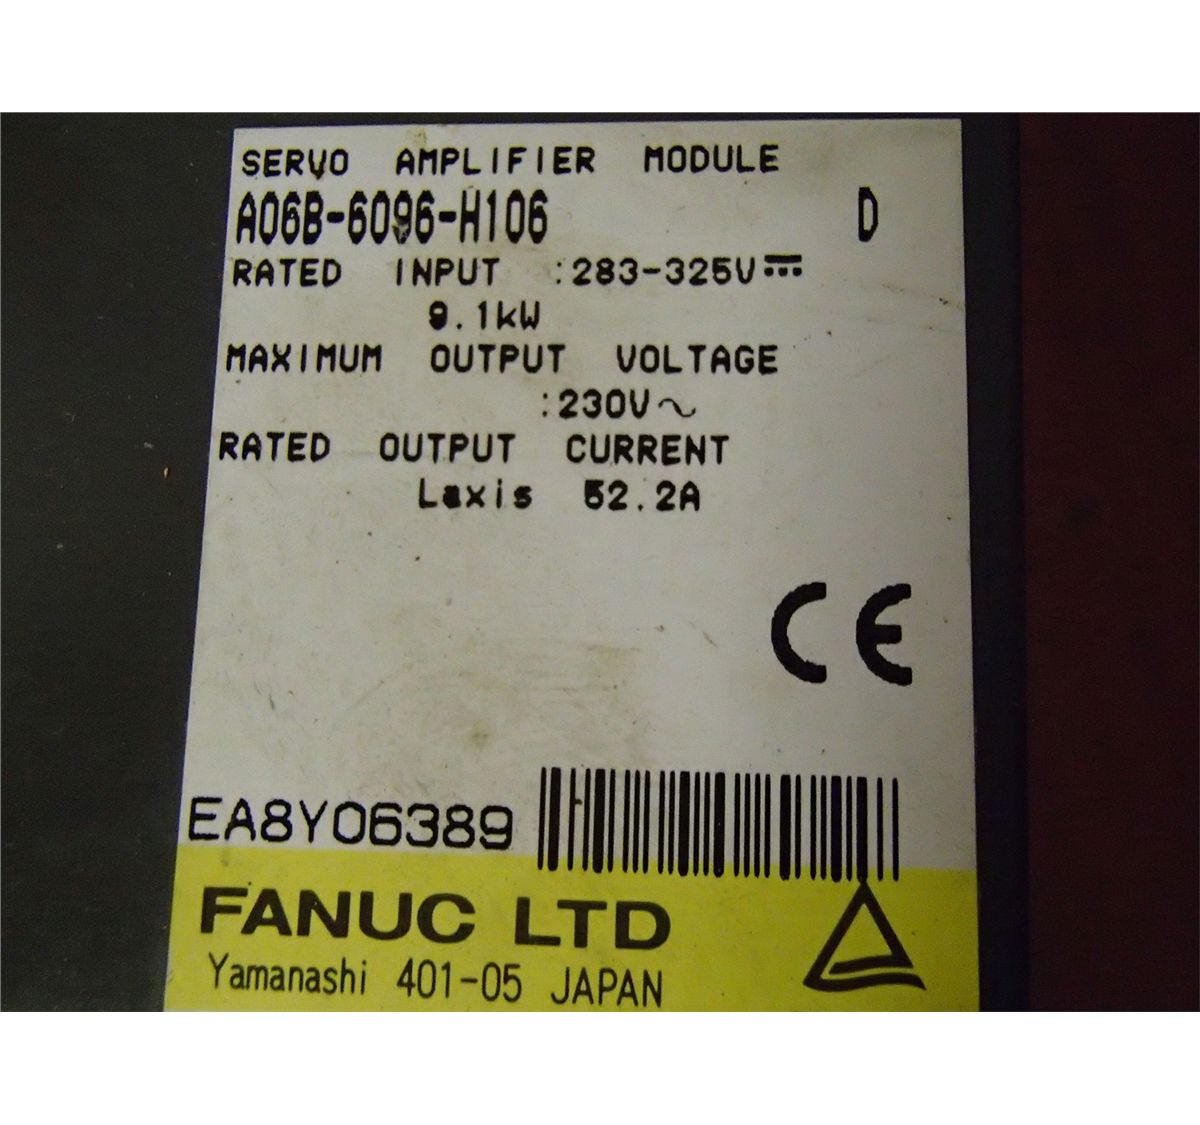 SERVO AMPLIFIER MODULE
A06B-6096-H106 D
RATED INPUT :283-325V⎓
9.1kW
MAXIMUM OUTPUT VOLTAGE
:230V~
RATED OUTPUT CURRENT
Laxis 52.2A
CE
EA8Y06389
FANUC LTD
Yamanashi 401-05 JAPAN